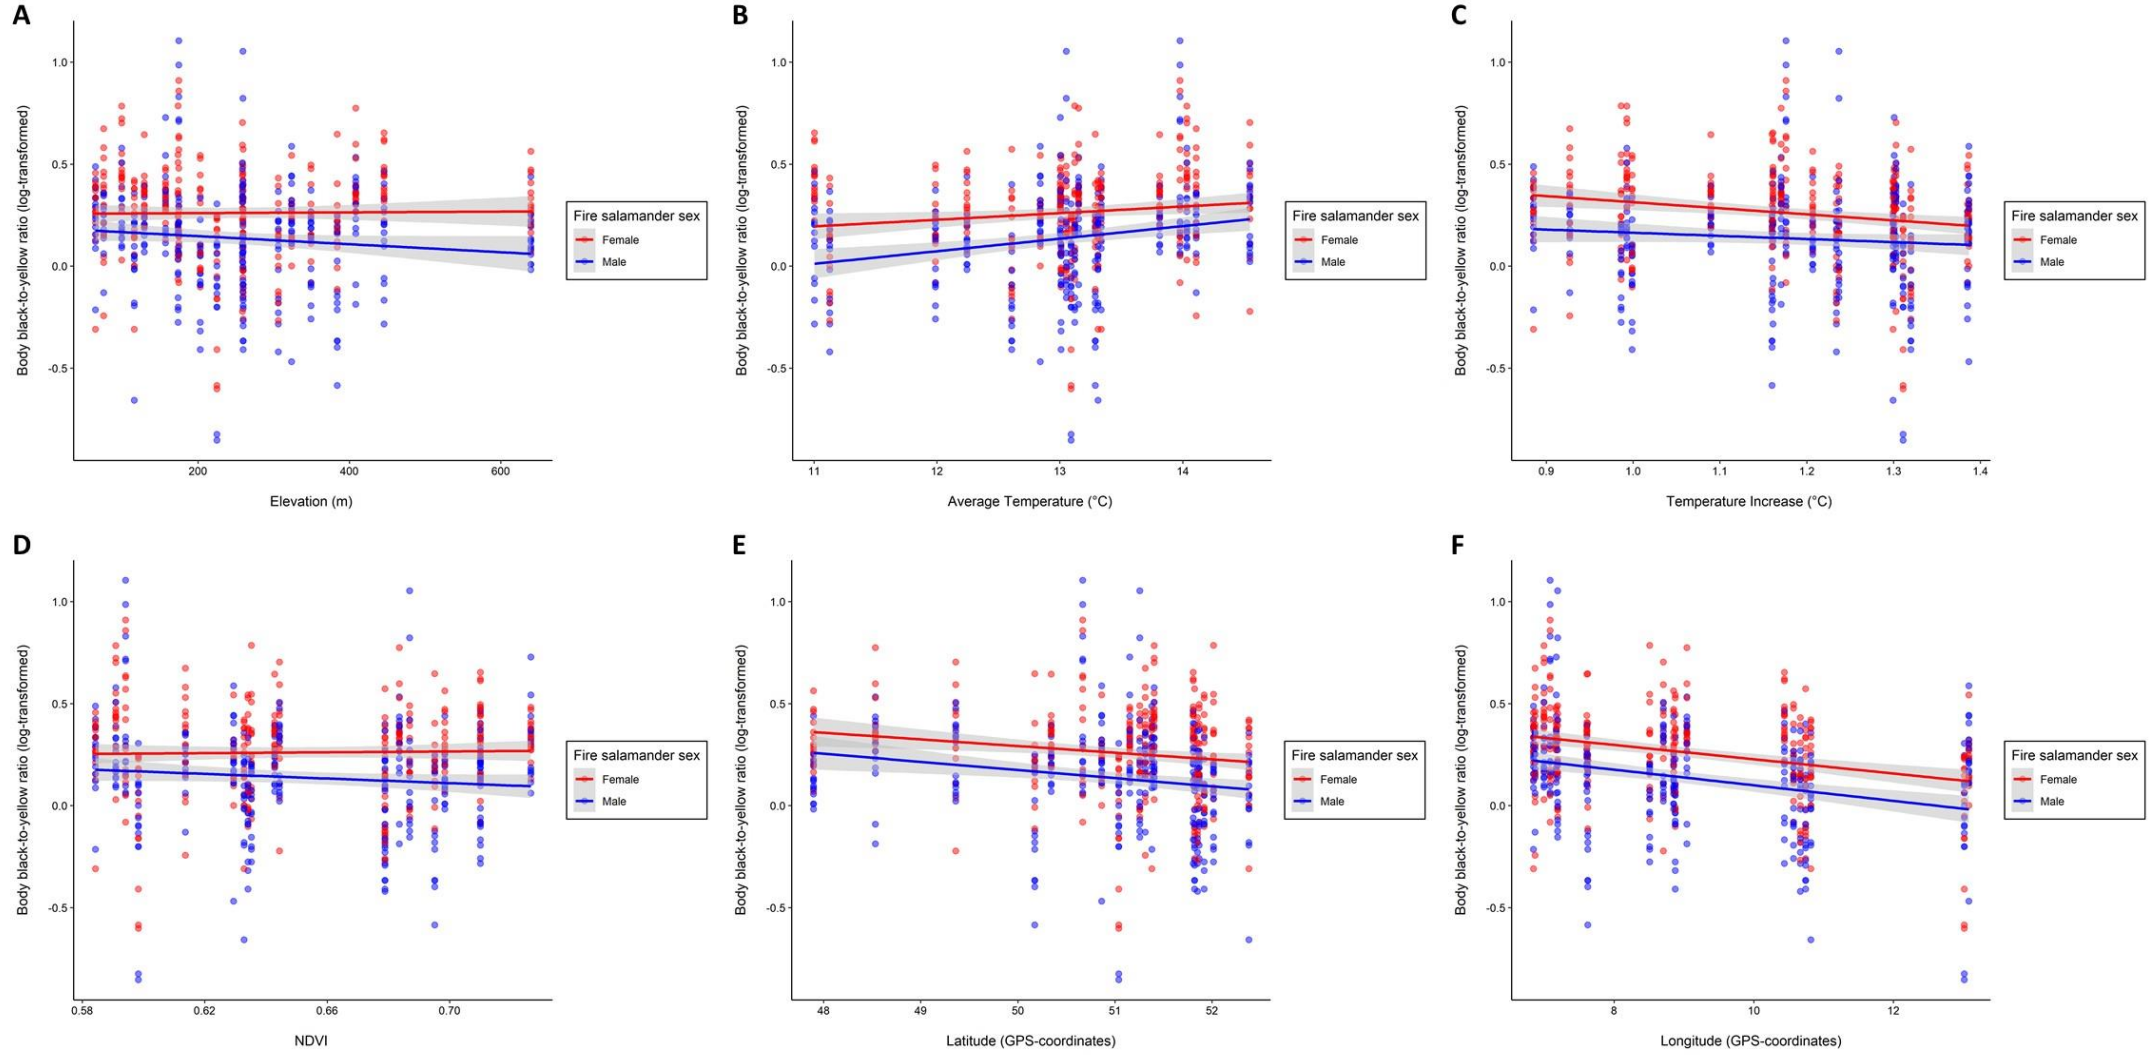 A
Body black-to-yellow ratio (log-transformed)
1.0
0.5
0.0
-0.5
200 400 600
Elevation (m)
Fire salamander sex
Female
Male
B
Body black-to-yellow ratio (log-transformed)
1.0
0.5
0.0
-0.5
11 12 13 14
Average Temperature (°C)
Fire salamander sex
Female
Male
C
Body black-to-yellow ratio (log-transformed)
1.0
0.5
0.0
-0.5
0.9 1.0 1.1 1.2 1.3 1.4
Temperature Increase (°C)
Fire salamander sex
Female
Male
D
Body black-to-yellow ratio (log-transformed)
1.0
0.5
0.0
-0.5
0.58 0.62 0.66 0.70
NDVI
Fire salamander sex
Female
Male
E
Body black-to-yellow ratio (log-transformed)
1.0
0.5
0.0
-0.5
48 49 50 51 52
Latitude (GPS-coordinates)
Fire salamander sex
Female
Male
F
Body black-to-yellow ratio (log-transformed)
1.0
0.5
0.0
-0.5
8 10 12
Longitude (GPS-coordinates)
Fire salamander sex
Female
Male